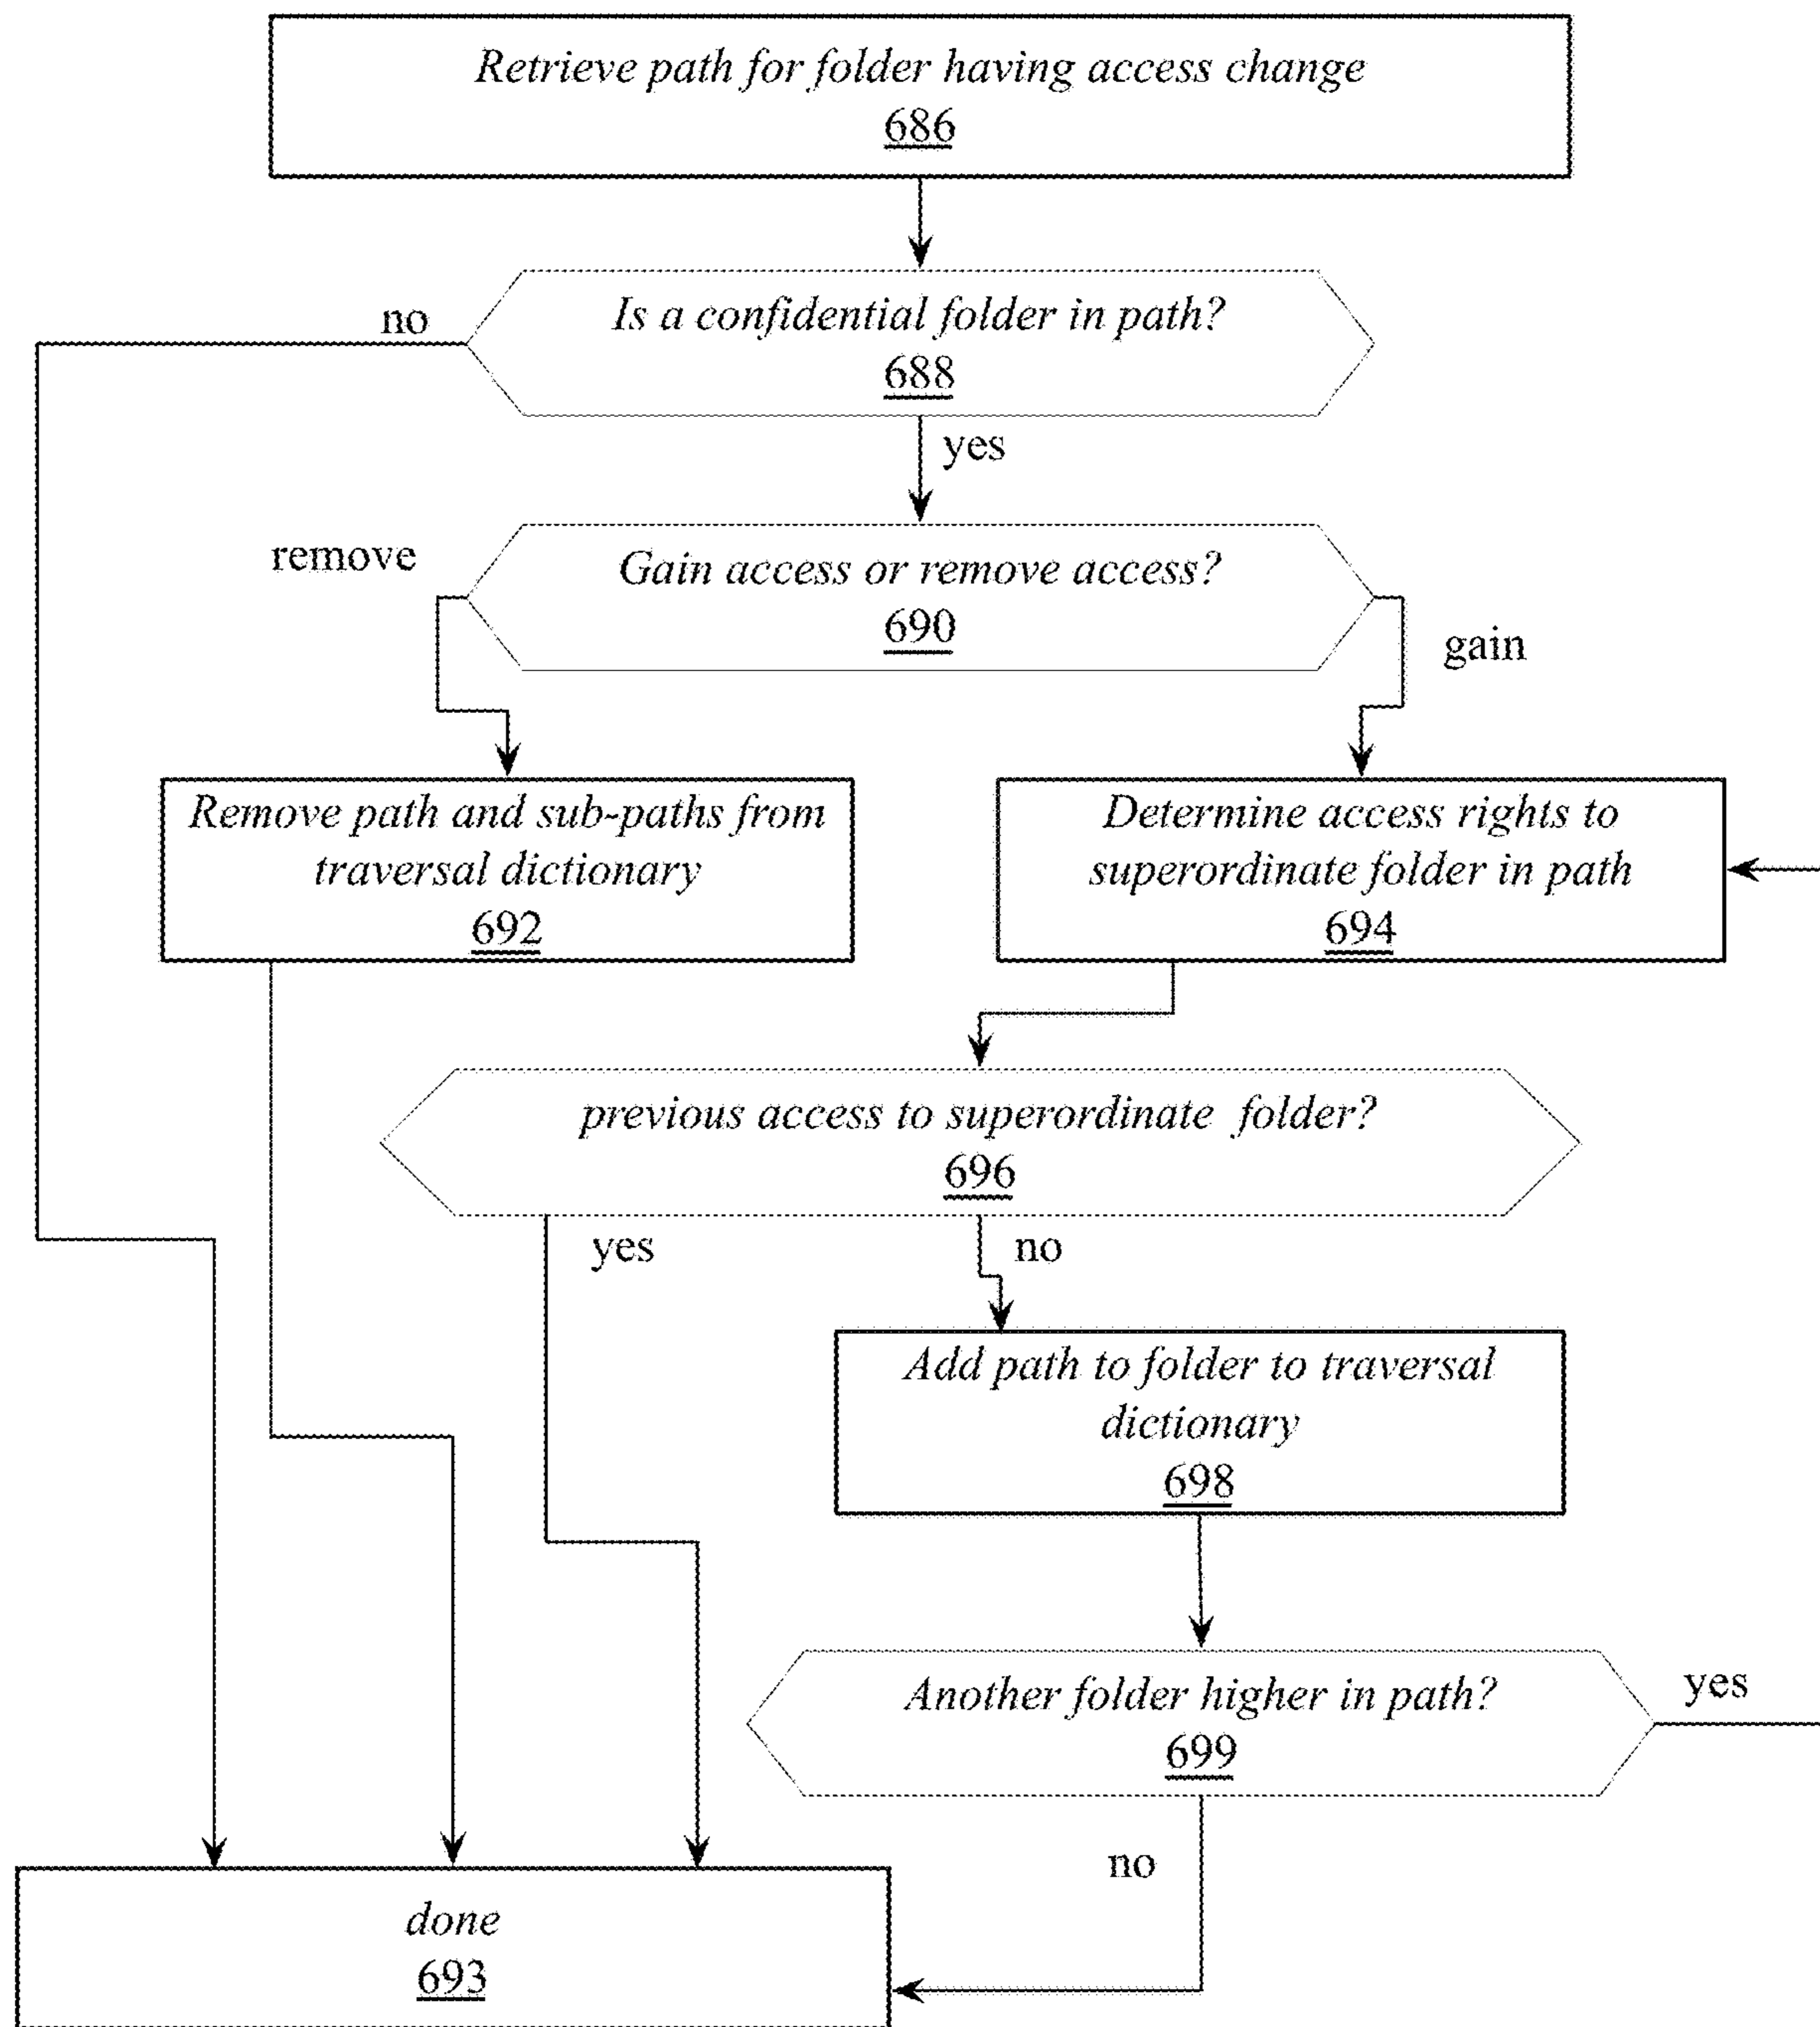 Retrieve path for folder having access change
686
no
Is a confidential folder in path?
688
yes
remove
Gain access or remove access?
690
gain
Remove path and sub-paths from
traversal dictionary
692
Determine access rights to
superordinate folder in path
694
previous access to superordinate folder?
696
yes
no
Add path to folder to traversal
dictionary
698
Another folder higher in path?
699
yes
no
done
693